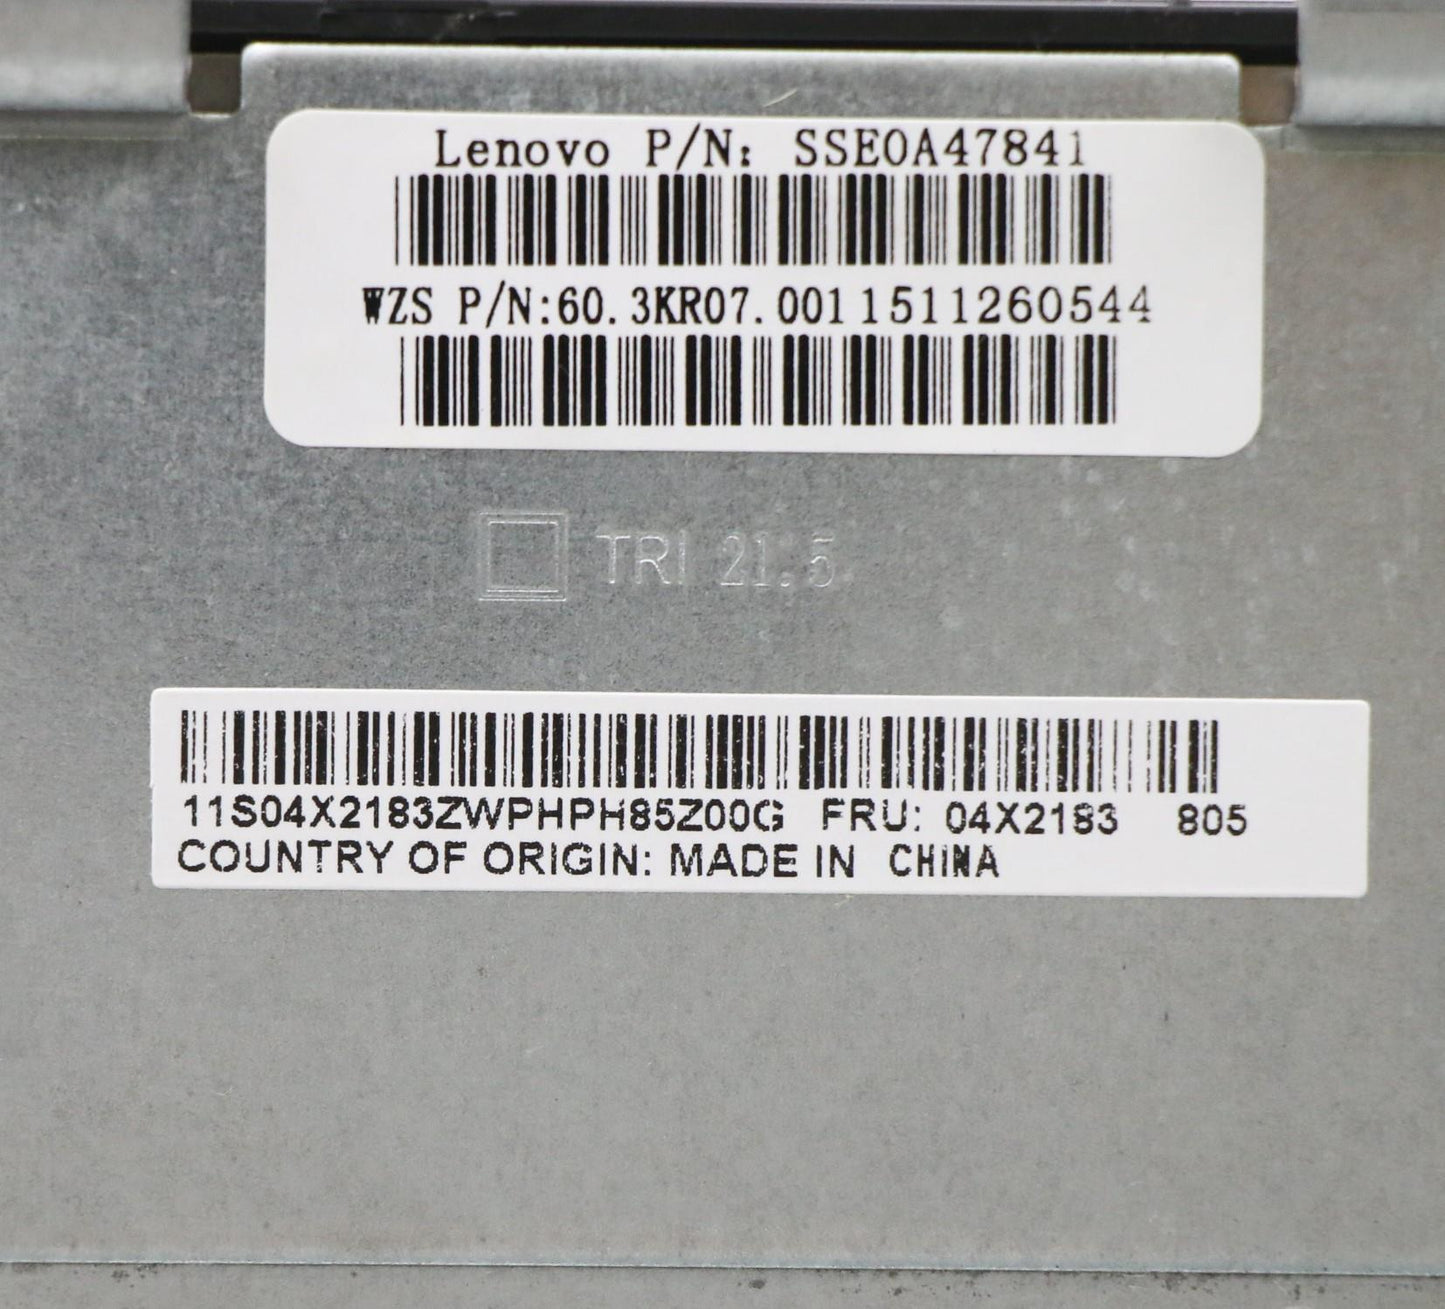 Lenovo P/N: SSE0A47841
WZS P/N:60.3KR07.001 1511260544
TRI 21.5
11S04X2183ZWPHPH85Z00G FRU: 04X2183 805
COUNTRY OF ORIGIN: MADE IN CHINA